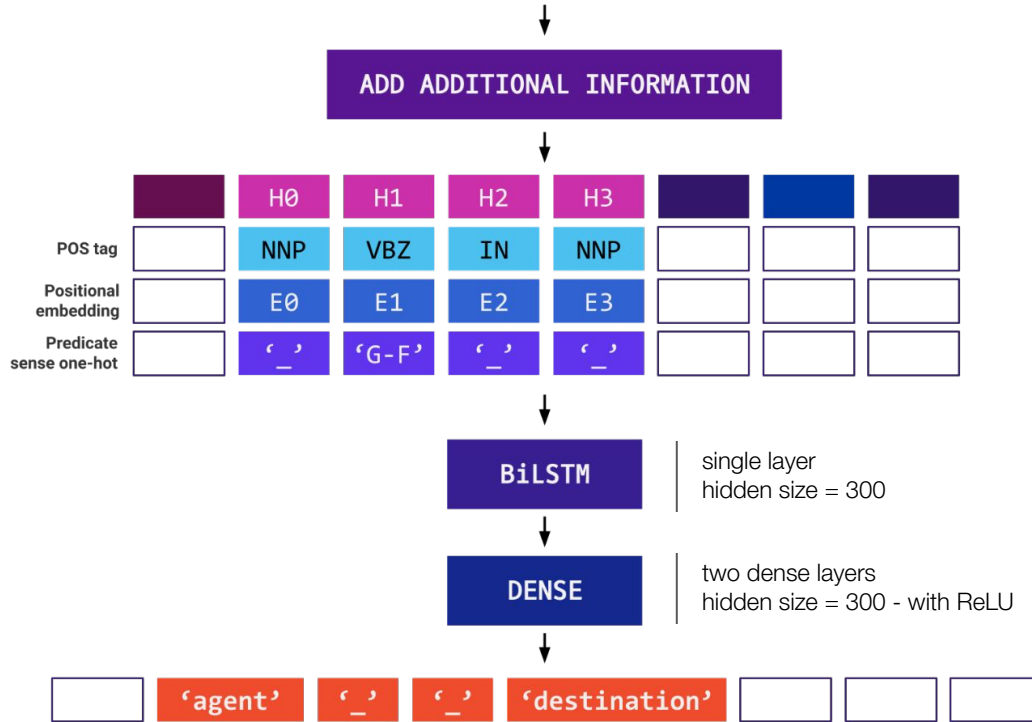 ADD ADDITIONAL INFORMATION
H0 H1 H2 H3
POS tag NNP VBZ IN NNP
Positional
embedding E0 E1 E2 E3
Predicate
sense one-hot ‘_’ ‘G-F’ ‘_’ ‘_’
BiLSTM
single layer
hidden size = 300
DENSE
two dense layers
hidden size = 300 - with ReLU
‘agent’ ‘_’ ‘_’ ‘destination’